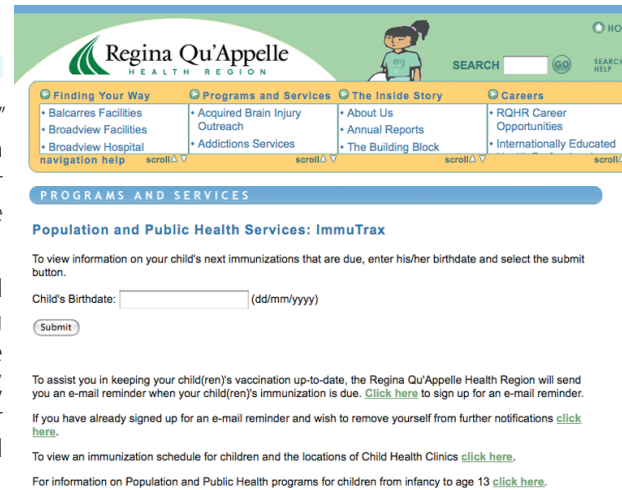 HO
Regina Qu'Appelle
HEALTH REGION
SEARCH GO SEARCH
HELP
Finding Your Way Programs and Services The Inside Story Careers
• Balcarres Facilities • Acquired Brain Injury • About Us • RQHR Career
• Broadview Facilities Outreach • Annual Reports Opportunities
• Broadview Hospital • Addictions Services • The Building Block • Internationally Educated
navigation help scroll scroll scroll scroll
PROGRAMS AND SERVICES
Population and Public Health Services: ImmuTrax
To view information on your child's next immunizations that are due, enter his/her birthdate and select the submit
button.
Child's Birthdate: (dd/mm/yyyy)
Submit
To assist you in keeping your child(ren)'s vaccination up-to-date, the Regina Qu'Appelle Health Region will send
you an e-mail reminder when your child(ren)'s immunization is due. Click here to sign up for an e-mail reminder.
If you have already signed up for an e-mail reminder and wish to remove yourself from further notifications click
here.
To view an immunization schedule for children and the locations of Child Health Clinics click here.
For information on Population and Public Health programs for children from infancy to age 13 click here.